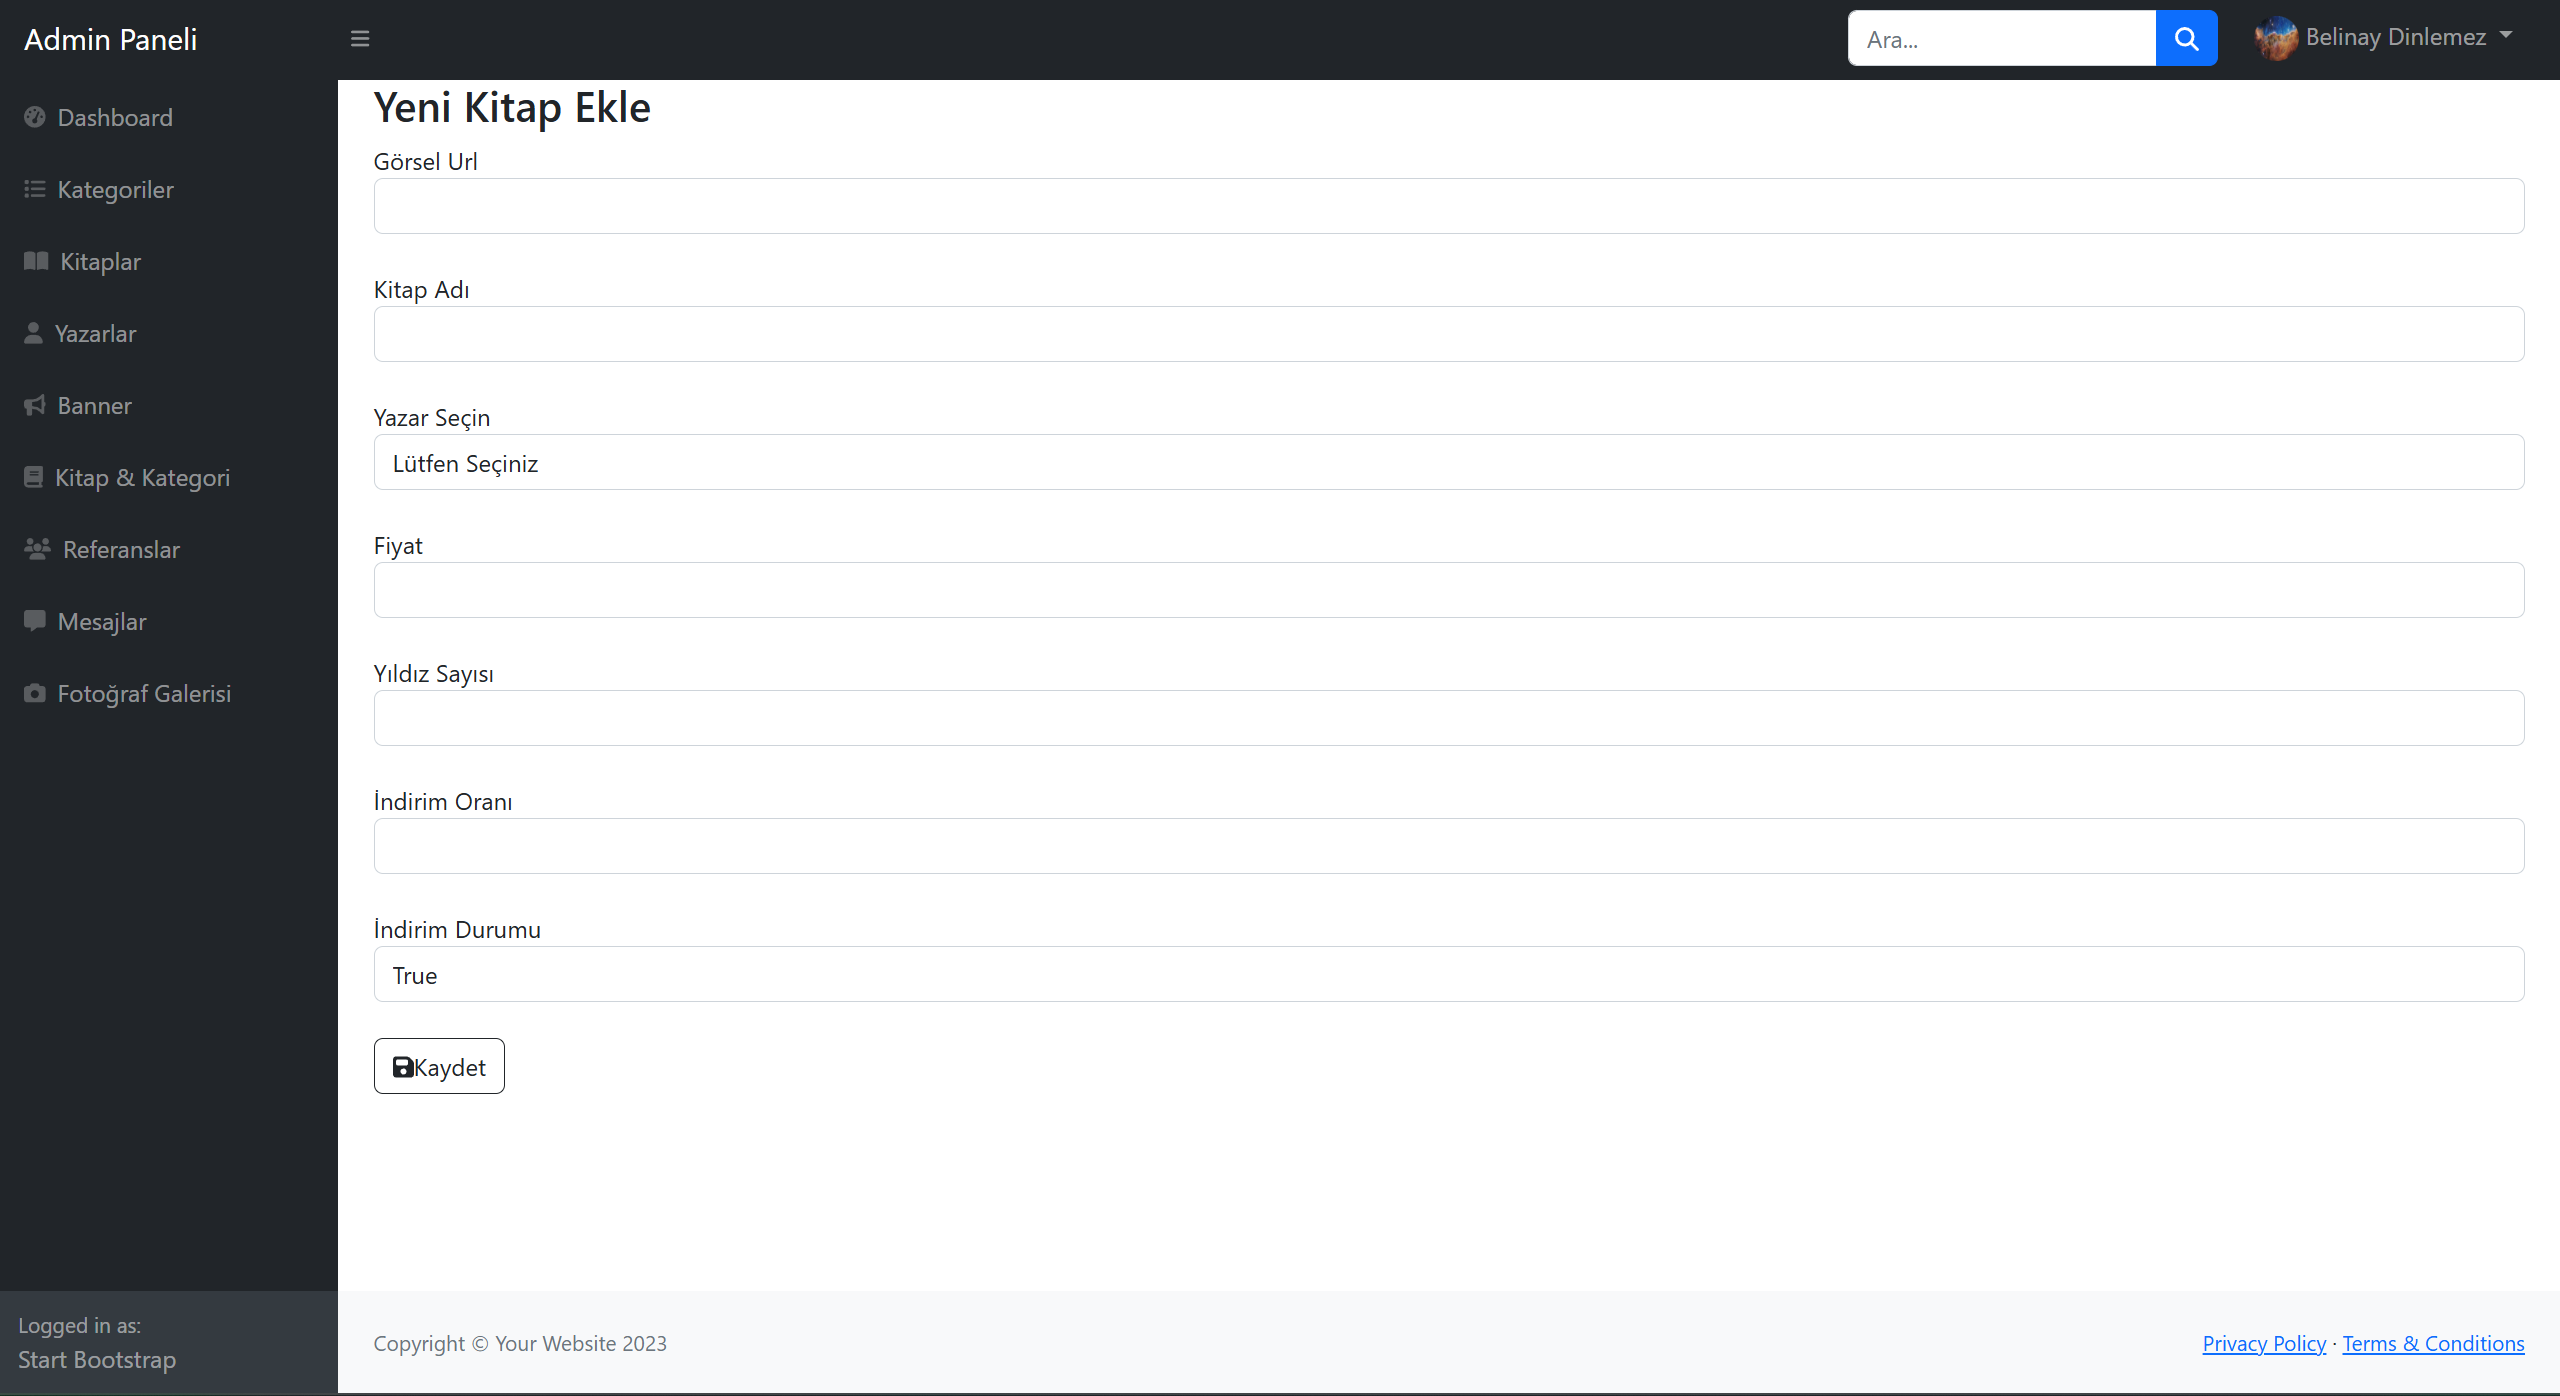 Admin Paneli
Ara...
Belinay Dinlemez
Dashboard
Kategoriler
Kitaplar
Yazarlar
Banner
Kitap & Kategori
Referanslar
Mesajlar
Fotoğraf Galerisi
Logged in as:
Start Bootstrap
Yeni Kitap Ekle
Görsel Url
Kitap Adı
Yazar Seçin
Lütfen Seçiniz
Fiyat
Yıldız Sayısı
İndirim Oranı
İndirim Durumu
True
Kaydet
Copyright © Your Website 2023
Privacy Policy · Terms & Conditions